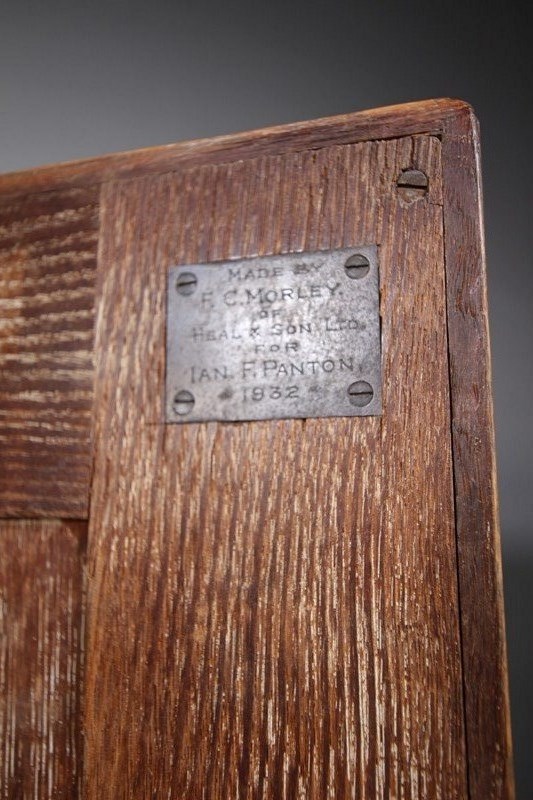 MADE BY
F. C. MORLEY.
OF
HEAL & SON. LTD.
FOR
IAN. F. PANTON.
1932